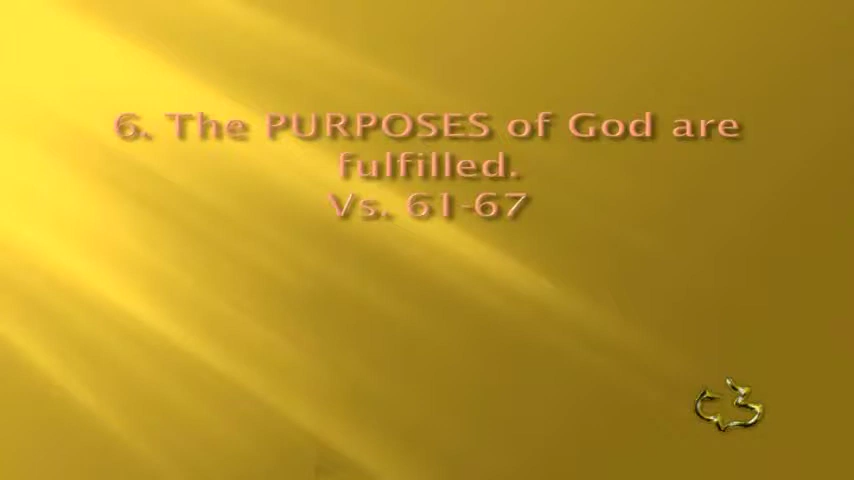 6. The PURPOSES of God are
fulfilled.
Vs. 61-67